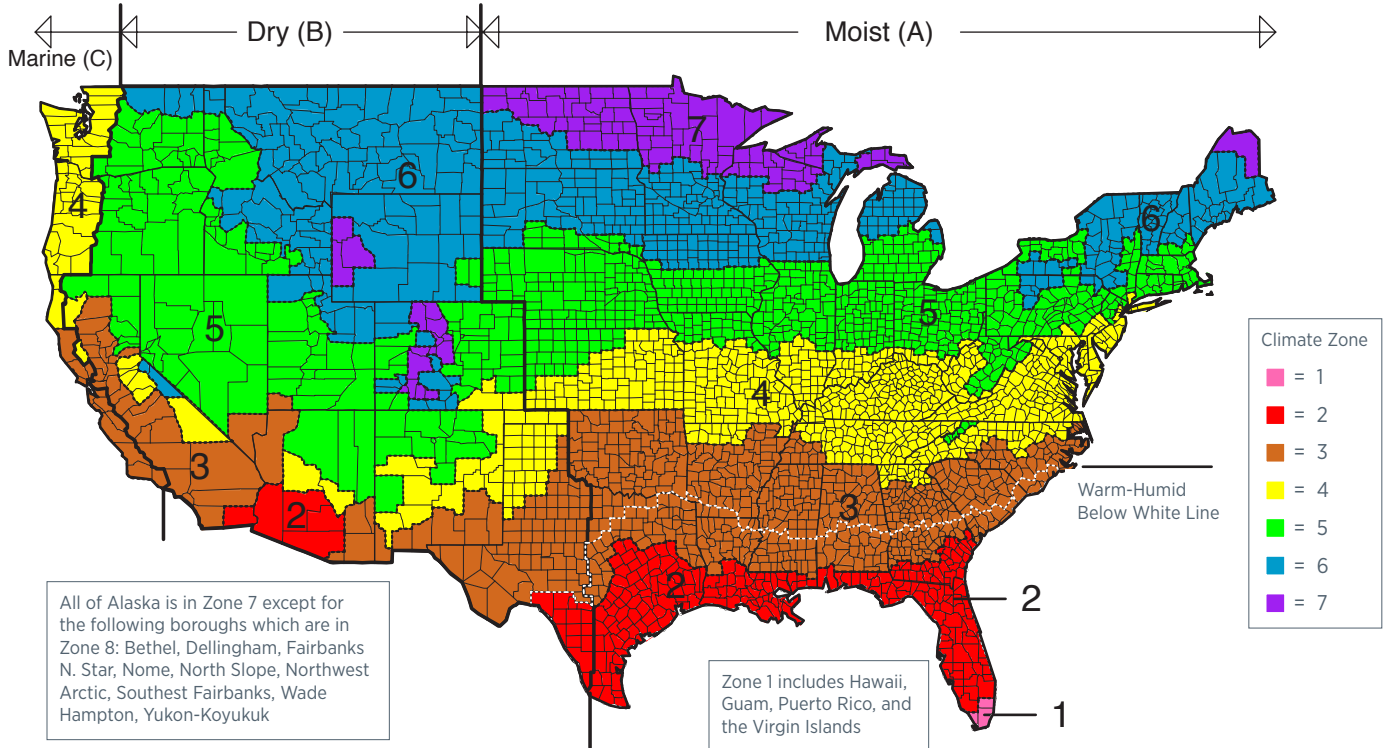 Marine (C)
Dry (B)
Moist (A)
7
6
4
6
5
5
4
3
3
2
2
2
1
Warm-Humid
Below White Line
Climate Zone
= 1
= 2
= 3
= 4
= 5
= 6
= 7
All of Alaska is in Zone 7 except for
the following boroughs which are in
Zone 8: Bethel, Dellingham, Fairbanks
N. Star, Nome, North Slope, Northwest
Arctic, Southest Fairbanks, Wade
Hampton, Yukon-Koyukuk
Zone 1 includes Hawaii,
Guam, Puerto Rico, and
the Virgin Islands